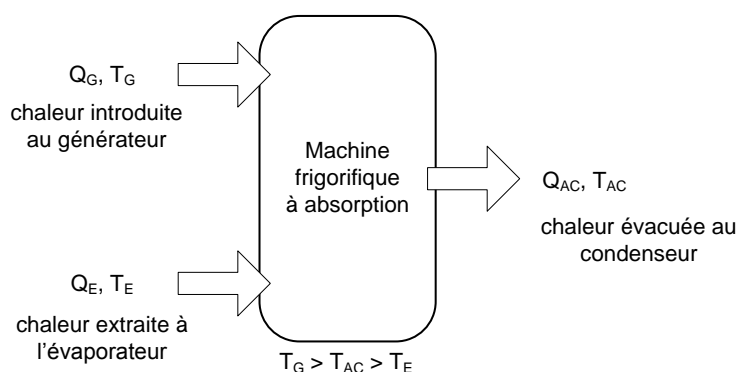 Q_G, T_G
chaleur introduite
au générateur
Machine
frigorifique
à absorption
Q_AC, T_AC
chaleur évacuée au
condenseur
Q_E, T_E
chaleur extraite à
l’évaporateur
T_G > T_AC > T_E